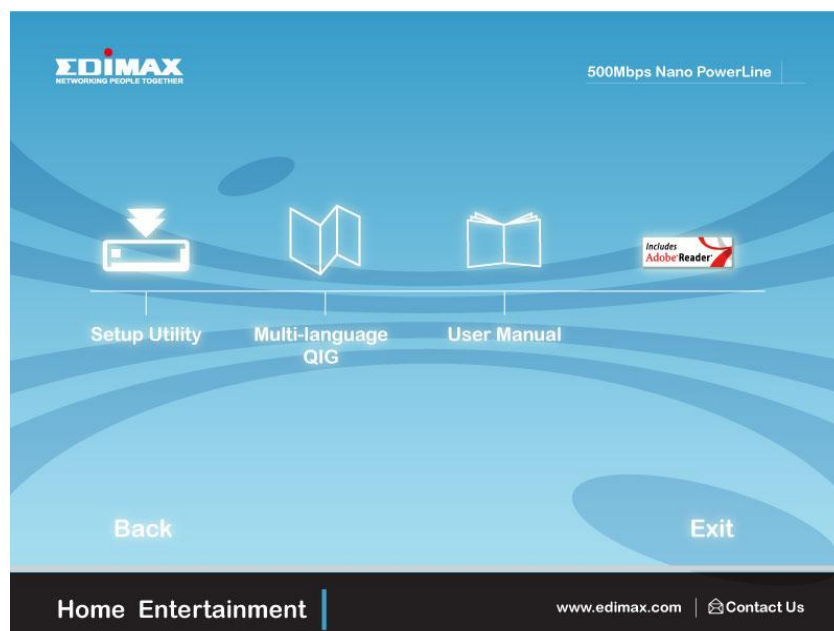 EDIMAX
NETWORKING PEOPLE TOGETHER
500Mbps Nano PowerLine
Includes
Adobe Reader
Setup Utility
Multi-language
QIG
User Manual
Back
Exit
Home Entertainment
www.edimax.com
Contact Us